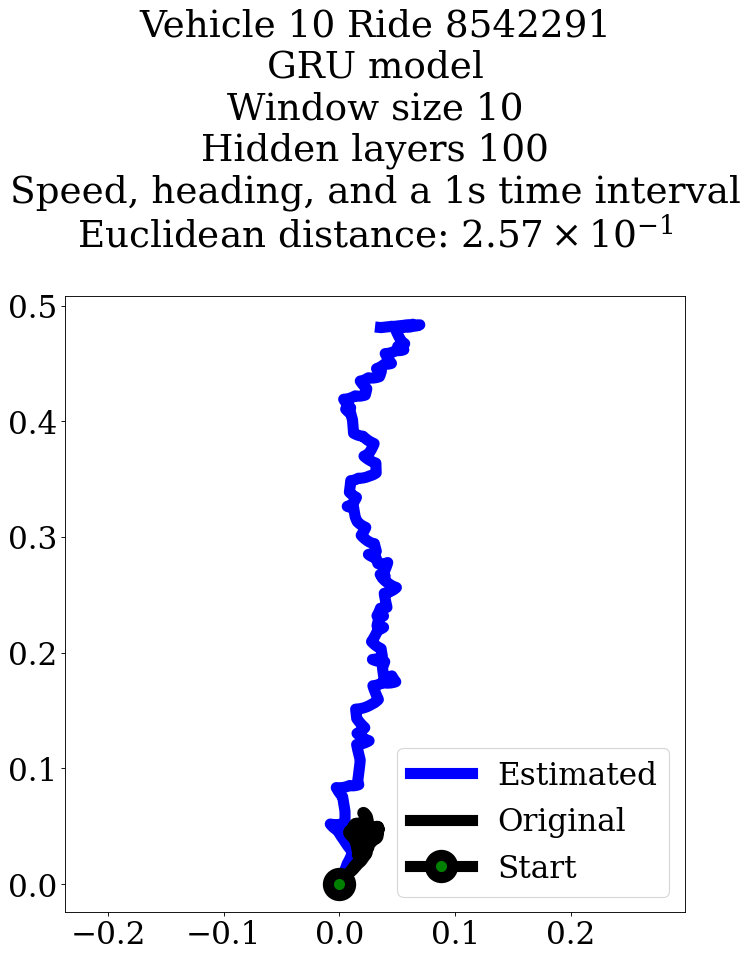 Vehicle 10 Ride 8542291
GRU model
Window size 10
Hidden layers 100
Speed, heading, and a 1s time interval
Euclidean distance: 2.57 × 10⁻¹
0.5
0.4
0.3
0.2
0.1
0.0
Estimated
Original
Start
−0.2 −0.1 0.0 0.1 0.2